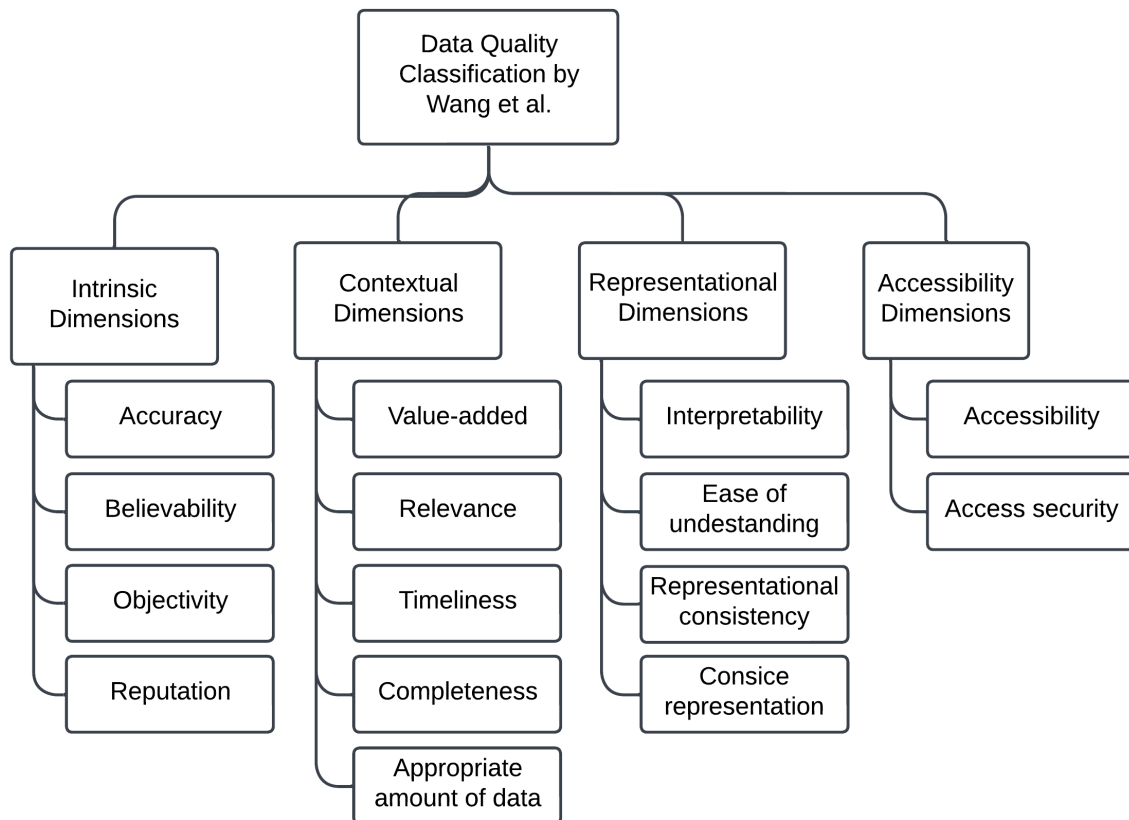 Data Quality
Classification by
Wang et al.
Intrinsic
Dimensions
Accuracy
Believability
Objectivity
Reputation
Contextual
Dimensions
Value-added
Relevance
Timeliness
Completeness
Appropriate
amount of data
Representational
Dimensions
Interpretability
Ease of
undestanding
Representational
consistency
Consice
representation
Accessibility
Dimensions
Accessibility
Access security